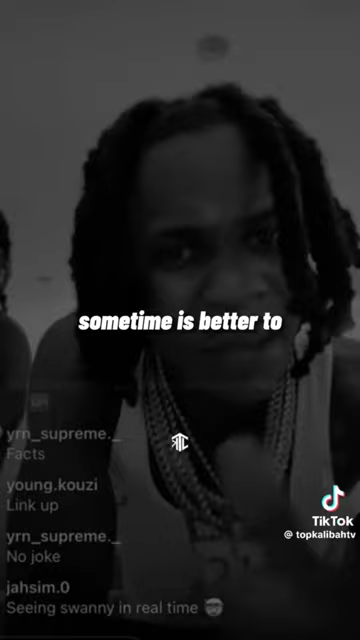 sometime is better to
yrn_supreme._
Facts
young.kouzi
Link up
yrn_supreme._
No joke
jahsim.0
Seeing swanny in real time
TikTok
@ topkalibahtv